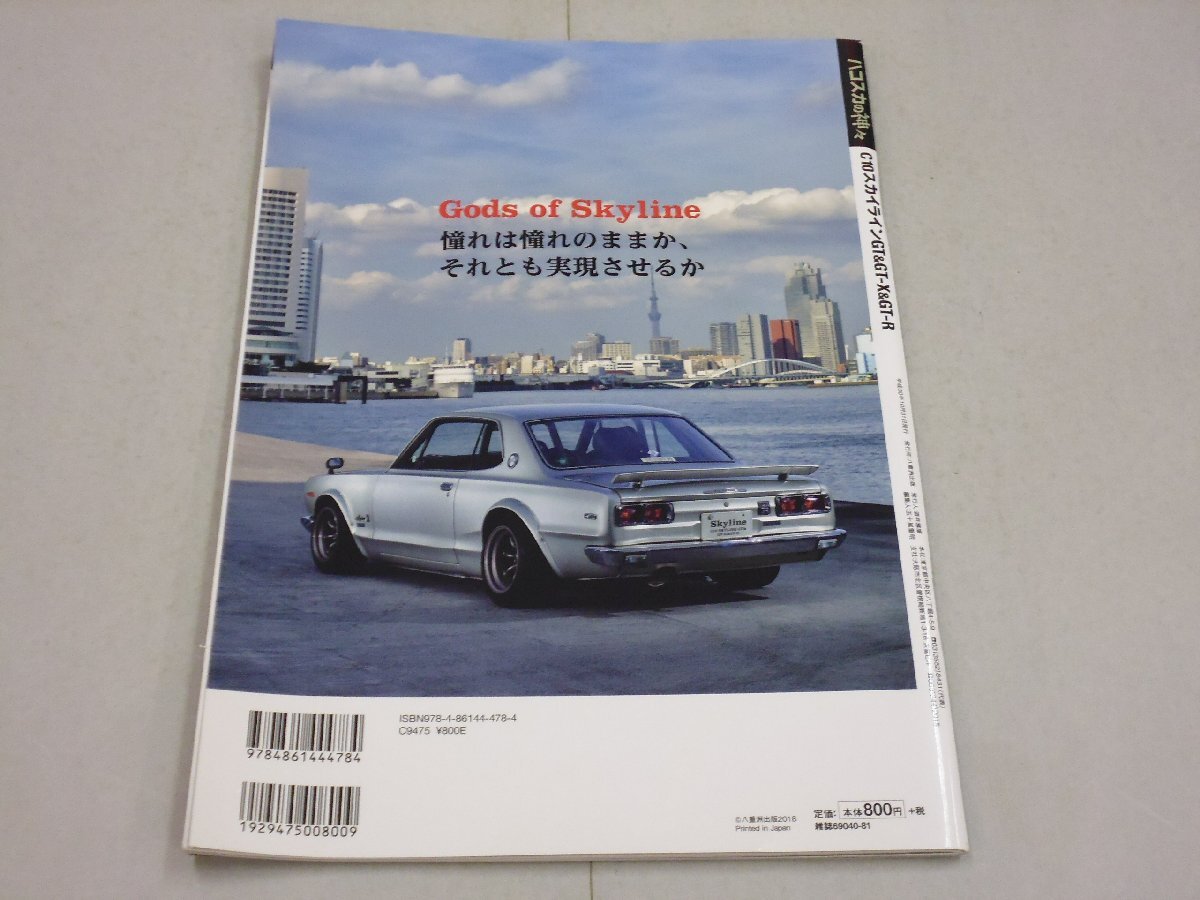 Gods of Skyline
憧れは憧れのままか、
それとも実現させるか
ハコスカの神々
C10スカイラインGT&GT-X&GT-R
Skyline
ISBN978-4-86144-478-4
C9475 ¥800E
9784861444784
1929475008009
©八重洲出版2016
Printed in Japan
定価：本体800円 +税
雑誌69040-81